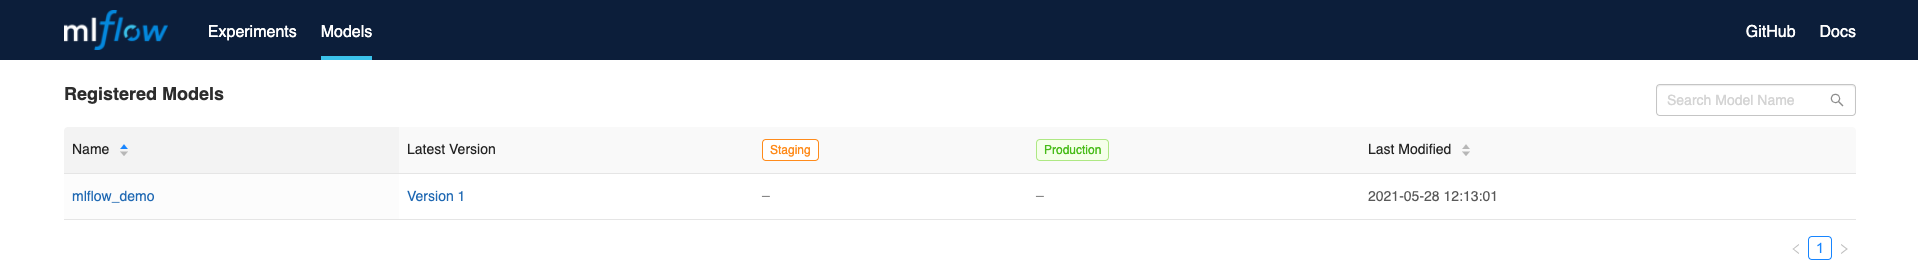 mlflow Experiments Models GitHub Docs
Registered Models
Search Model Name
Name Latest Version Staging Production Last Modified
mlflow_demo Version 1 – – 2021-05-28 12:13:01
< 1 >